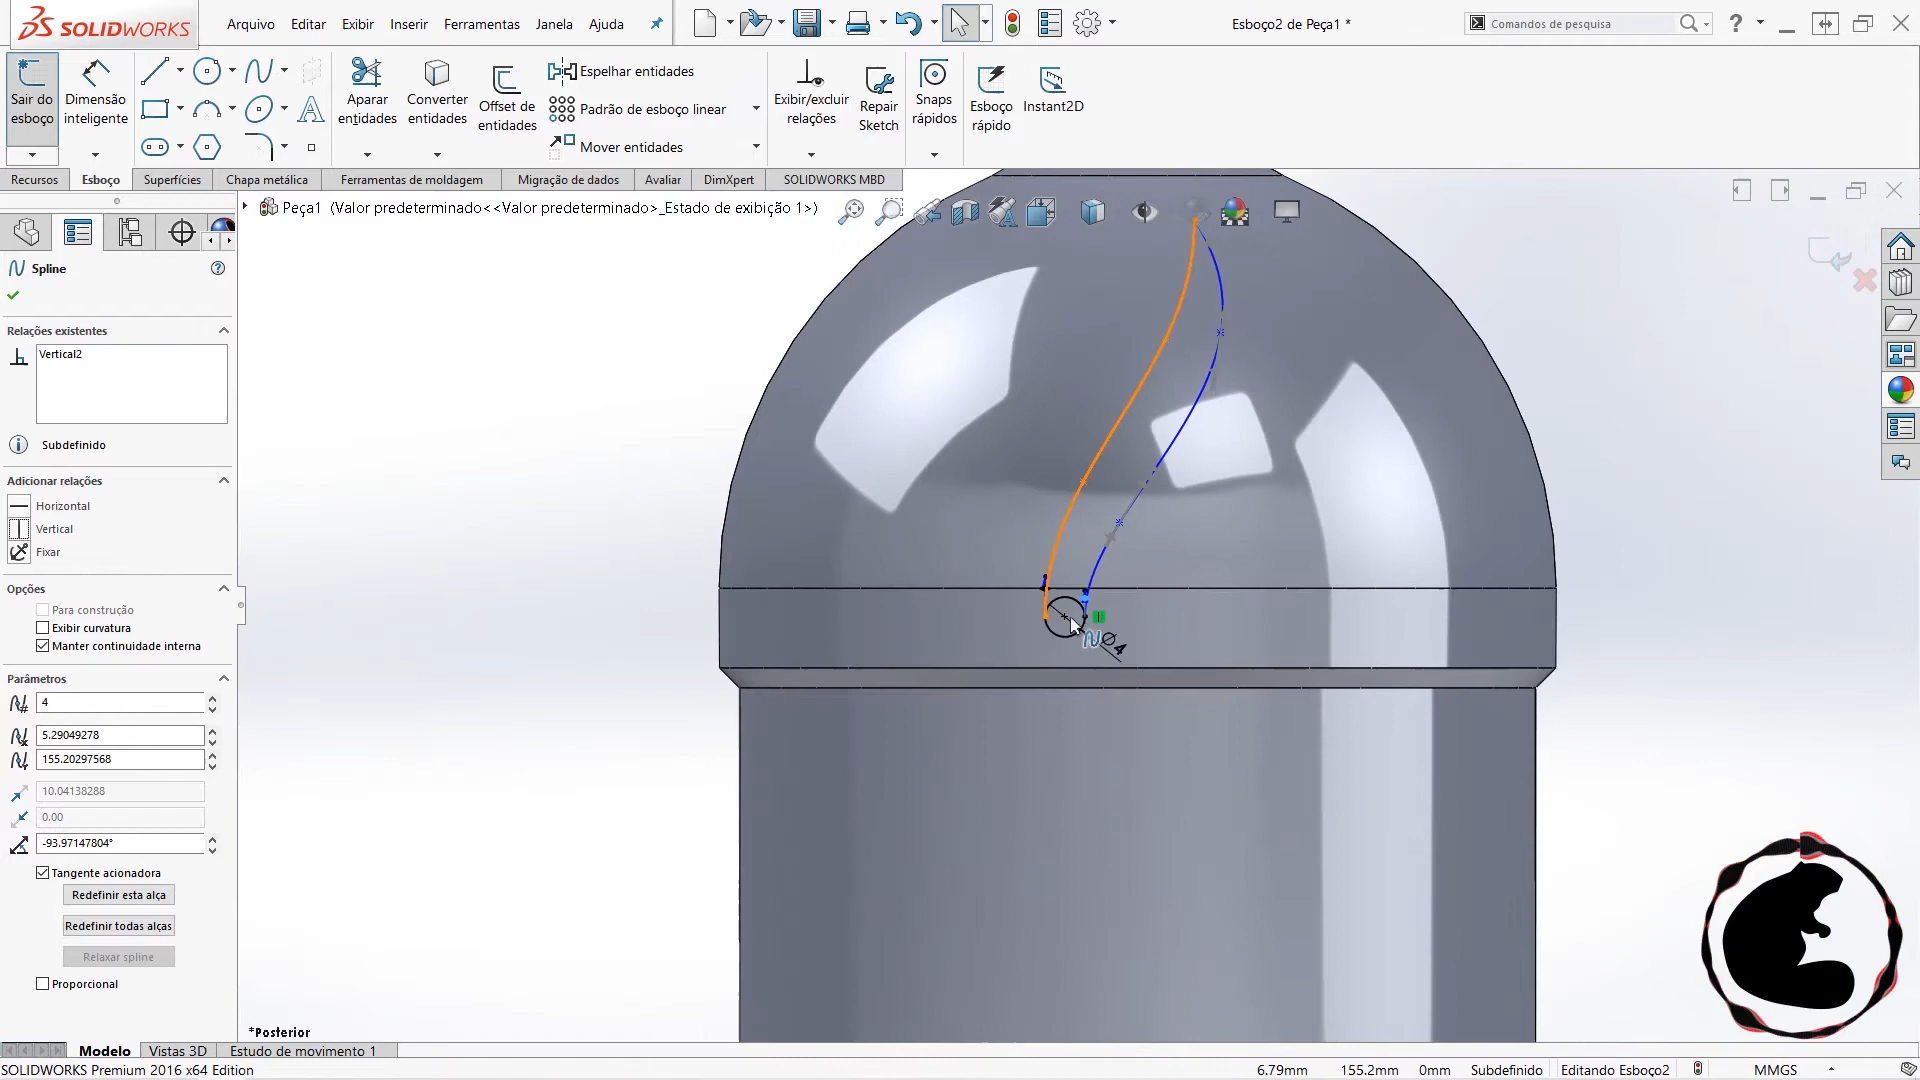 SOLIDWORKS
Arquivo Editar Exibir Inserir Ferramentas Janela Ajuda
Esboço2 de Peça1 *
Comandos de pesquisa
Sair do esboço
Dimensão inteligente
Aparar entidades
Converter entidades
Offset de entidades
Espelhar entidades
Padrão de esboço linear
Mover entidades
Exibir/excluir relações
Repair Sketch
Snaps rápidos
Esboço rápido
Instant2D
Recursos Esboço Superfícies Chapa metálica Ferramentas de moldagem Migração de dados Avaliar DimXpert SOLIDWORKS MBD
Peça1 (Valor predeterminado<<Valor predeterminado>_Estado de exibição 1>)
Spline
Relações existentes
Vertical2
Subdefinido
Adicionar relações
Horizontal
Vertical
Fixar
Opções
Para construção
Exibir curvatura
Manter continuidade interna
Parâmetros
4
5.29049278
155.20297568
10.04138288
0.00
-93.97147804°
Tangente acionadora
Redefinir esta alça
Redefinir todas alças
Relaxar spline
Proporcional
Ø4
*Posterior
Modelo Vistas 3D Estudo de movimento 1
SOLIDWORKS Premium 2016 x64 Edition
6.79mm 155.2mm 0mm Subdefinido Editando Esboço2 MMGS